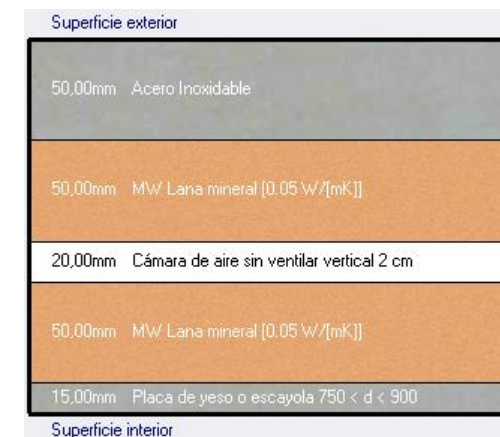 Superficie exterior
50,00mm Acero Inoxidable
50,00mm MW Lana mineral [0.05 W/[mK]]
20,00mm Cámara de aire sin ventilar vertical 2 cm
50,00mm MW Lana mineral [0.05 W/[mK]]
15,00mm Placa de yeso o escayola 750 < d < 900
Superficie interior